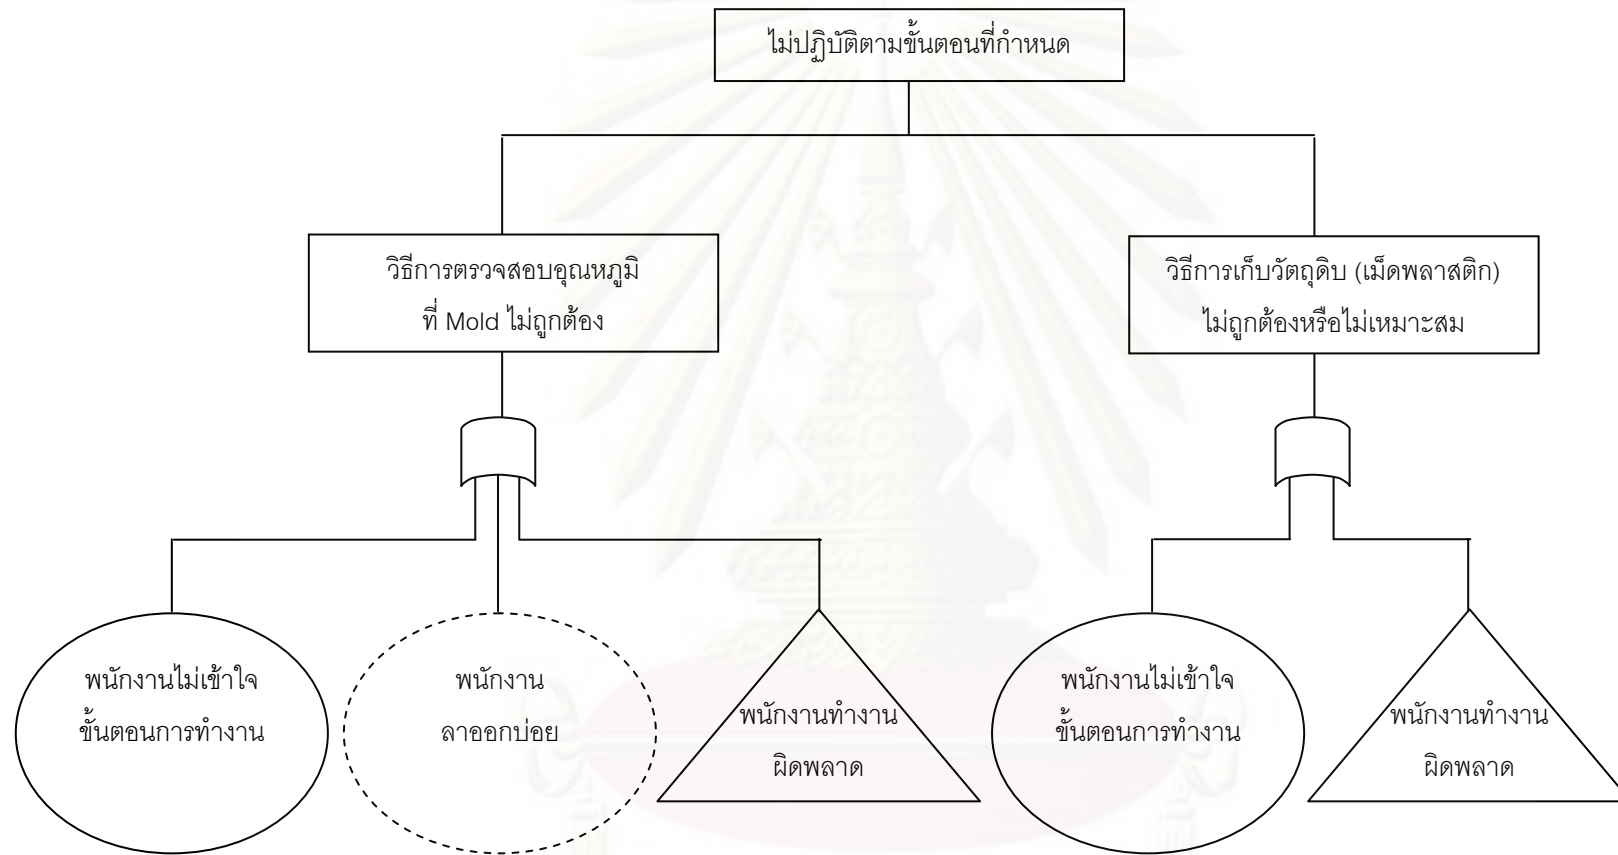 ไม่ปฏิบัติตามขั้นตอนที่กำหนด
วิธีการตรวจสอบอุณหภูมิ
ที่ Mold ไม่ถูกต้อง
วิธีการเก็บวัตถุดิบ (เม็ดพลาสติก)
ไม่ถูกต้องหรือไม่เหมาะสม
พนักงานไม่เข้าใจ
ขั้นตอนการทำงาน
พนักงาน
ลาออกบ่อย
พนักงานทำงาน
ผิดพลาด
พนักงานไม่เข้าใจ
ขั้นตอนการทำงาน
พนักงานทำงาน
ผิดพลาด